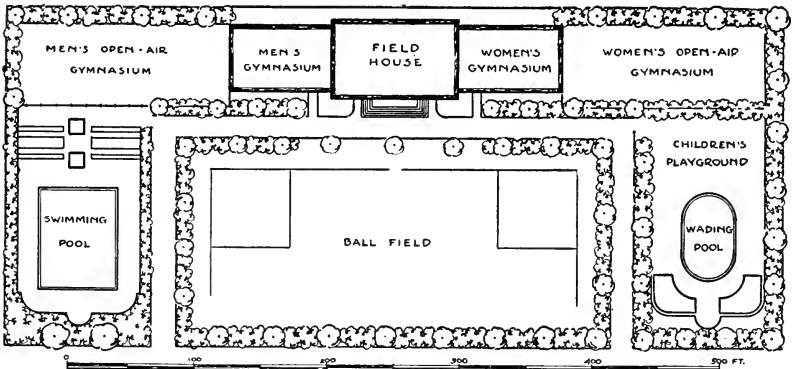 MEN'S OPEN-AIR
GYMNASIUM
MEN'S
GYMNASIUM
FIELD
HOUSE
WOMEN'S
GYMNASIUM
WOMEN'S OPEN-AIR
GYMNASIUM
CHILDREN'S
PLAYGROUND
SWIMMING
POOL
BALL FIELD
WADING
POOL
0 100 200 300 400 500 FT.